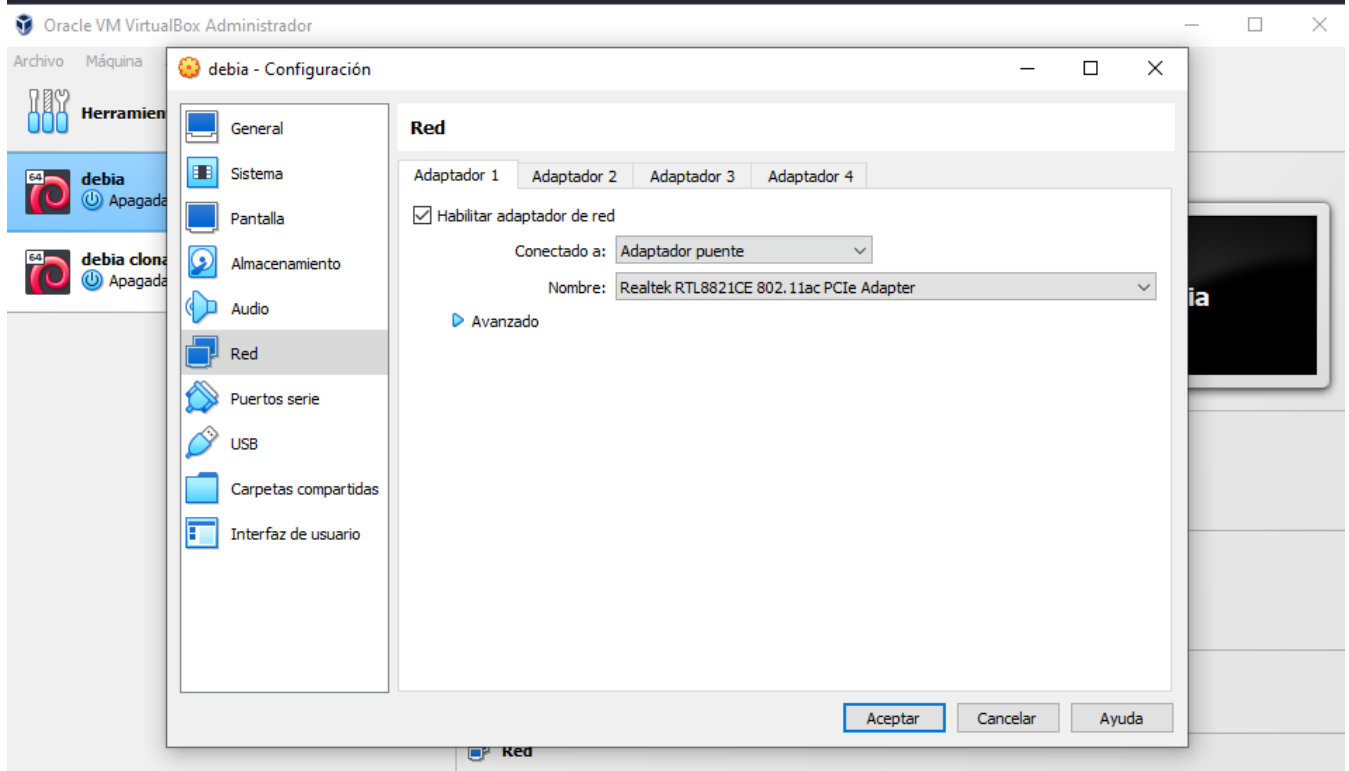 Oracle VM VirtualBox Administrador
Archivo Máquina
debia - Configuración
Herramien
64 debia
Apagada
64 debia clona
Apagada
General
Sistema
Pantalla
Almacenamiento
Audio
Red
Puertos serie
USB
Carpetas compartidas
Interfaz de usuario
Red
Adaptador 1 Adaptador 2 Adaptador 3 Adaptador 4
Habilitar adaptador de red
Conectado a: Adaptador puente
Nombre: Realtek RTL8821CE 802.11ac PCIe Adapter
Avanzado
ia
Aceptar Cancelar Ayuda
Red